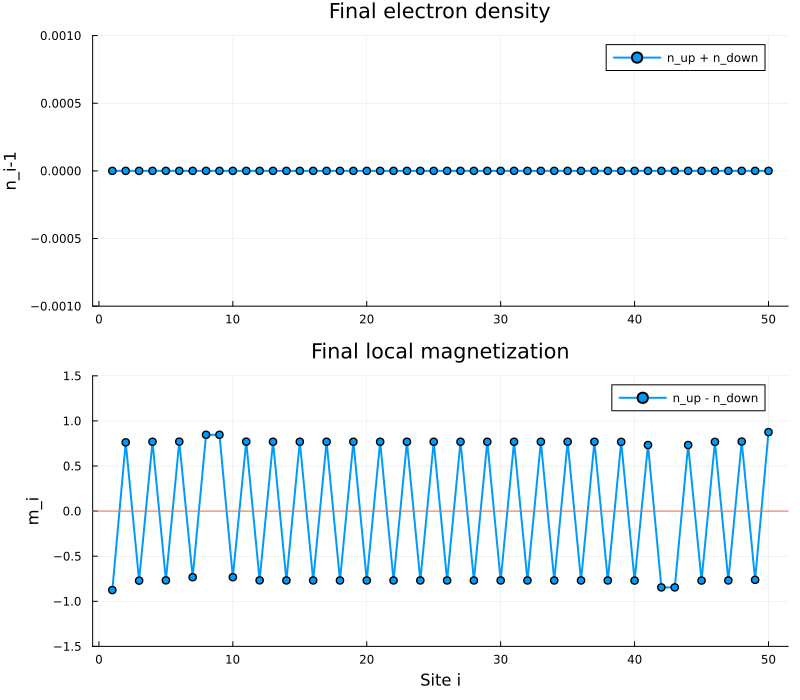 Final electron density
n_up + n_down
0.0010
0.0005
0.0000
−0.0005
−0.0010
n_i-1
0 10 20 30 40 50
Final local magnetization
n_up - n_down
1.5
1.0
0.5
0.0
−0.5
−1.0
−1.5
m_i
0 10 20 30 40 50
Site i